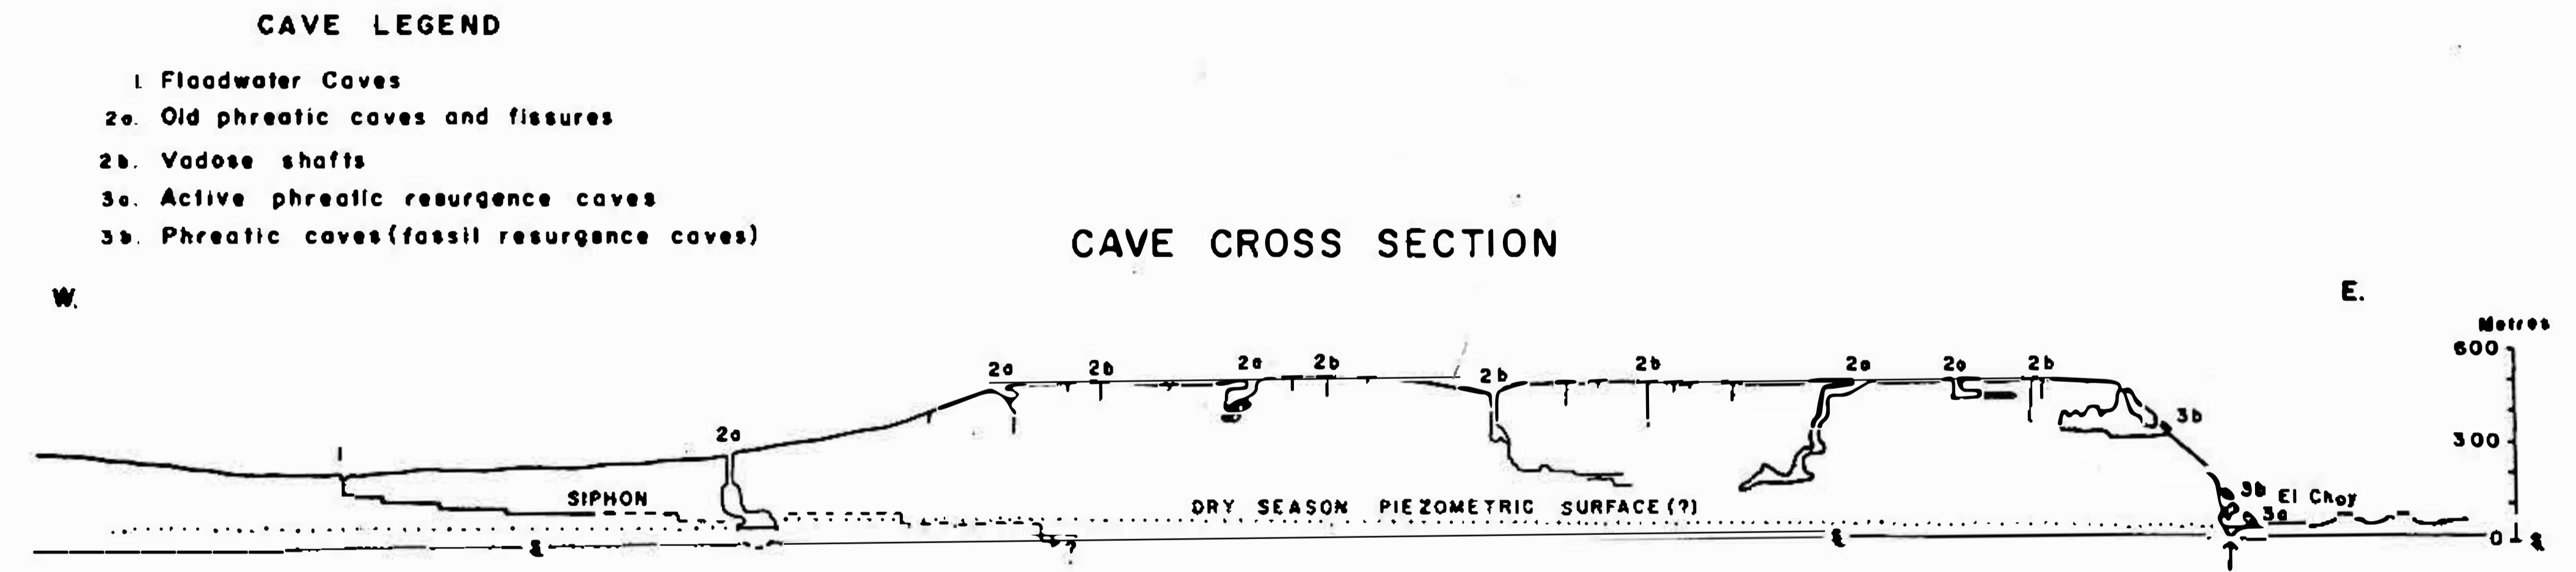 CAVE LEGEND
1. Floodwater Caves
2a. Old phreatic caves and fissures
2b. Vadose shafts
3a. Active phreatic resurgence caves
3b. Phreatic caves (fossil resurgence caves)
CAVE CROSS SECTION
W.
E.
Metres
600
2a 2b 2a 2b 2b 2b 2a 2a 2b
3b
300
1
2a
SIPHON
DRY SEASON PIEZOMETRIC SURFACE (?)
3b El Choy
3a
0
?